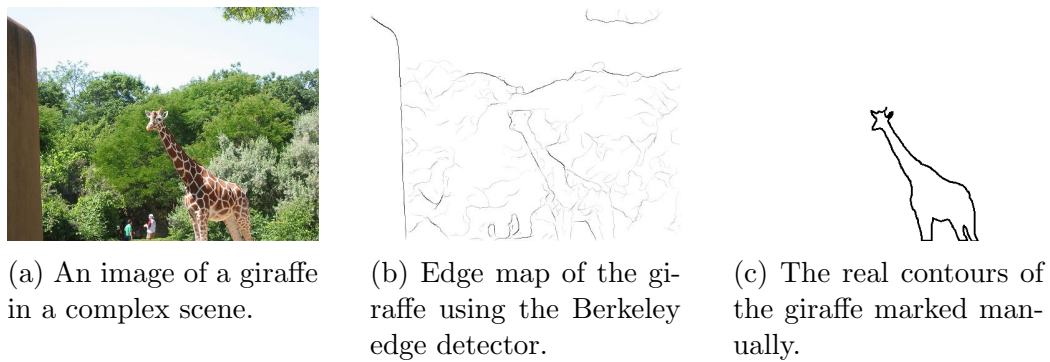 (a) An image of a giraffe
in a complex scene.
(b) Edge map of the gi-
raffe using the Berkeley
edge detector.
(c) The real contours of
the giraffe marked man-
ually.